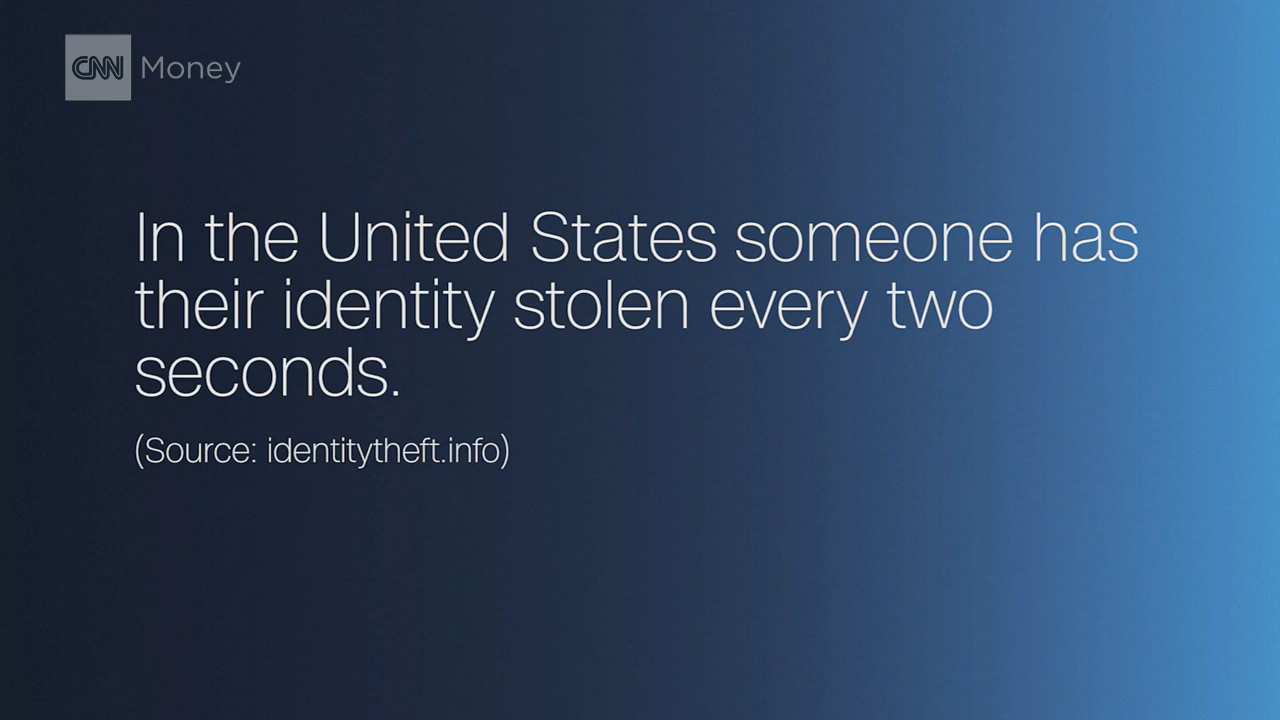 CNN Money
In the United States someone has
their identity stolen every two
seconds.
(Source: identitytheft.info)